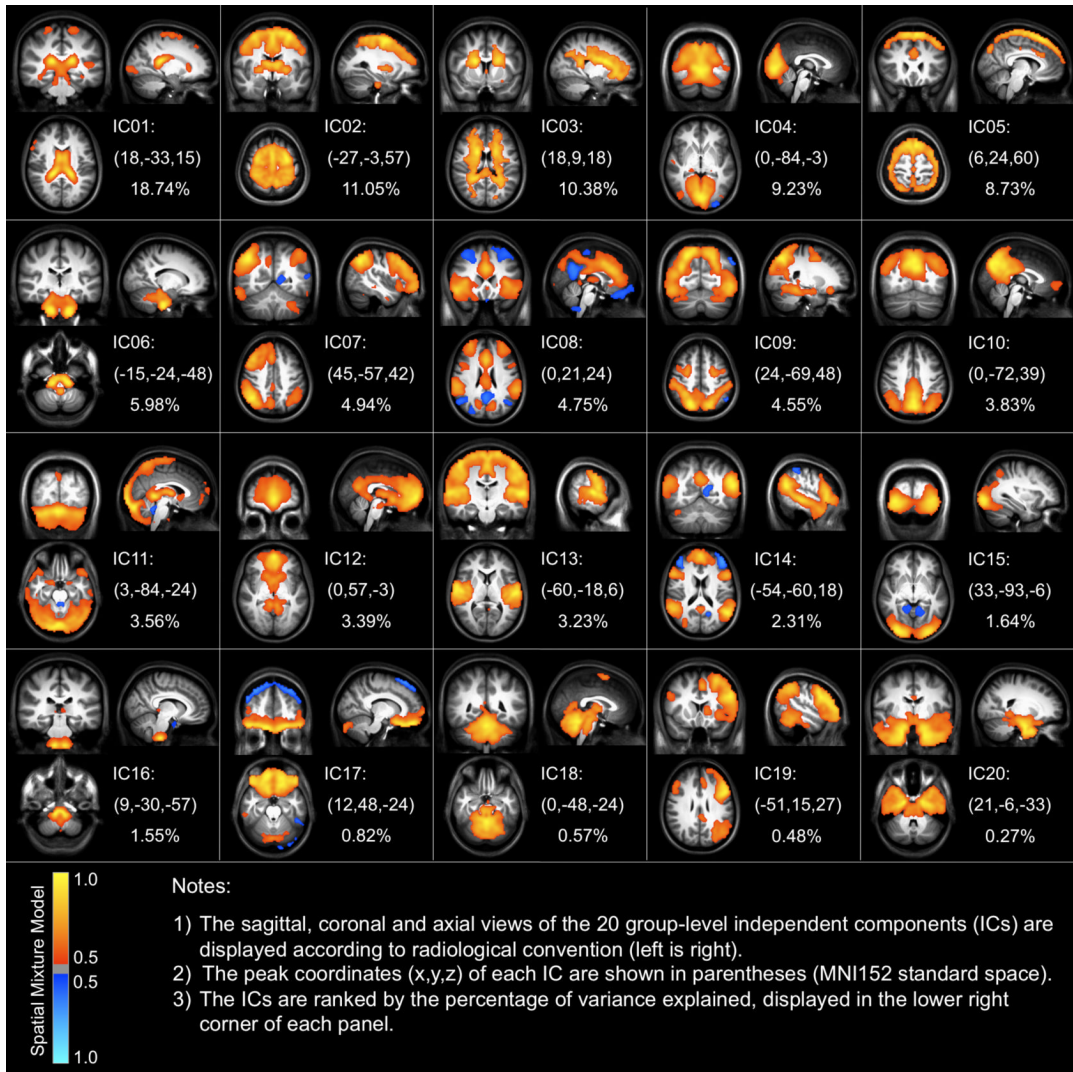 IC01:
(18,-33,15)
18.74%
IC02:
(-27,-3,57)
11.05%
IC03:
(18,9,18)
10.38%
IC04:
(0,-84,-3)
9.23%
IC05:
(6,24,60)
8.73%
IC06:
(-15,-24,-48)
5.98%
IC07:
(45,-57,42)
4.94%
IC08:
(0,21,24)
4.75%
IC09:
(24,-69,48)
4.55%
IC10:
(0,-72,39)
3.83%
IC11:
(3,-84,-24)
3.56%
IC12:
(0,57,-3)
3.39%
IC13:
(-60,-18,6)
3.23%
IC14:
(-54,-60,18)
2.31%
IC15:
(33,-93,-6)
1.64%
IC16:
(9,-30,-57)
1.55%
IC17:
(12,48,-24)
0.82%
IC18:
(0,-48,-24)
0.57%
IC19:
(-51,15,27)
0.48%
IC20:
(21,-6,-33)
0.27%
Spatial Mixture Model
1.0
0.5
0.5
1.0
Notes:
1) The sagittal, coronal and axial views of the 20 group-level independent components (ICs) are
displayed according to radiological convention (left is right).
2) The peak coordinates (x,y,z) of each IC are shown in parentheses (MNI152 standard space).
3) The ICs are ranked by the percentage of variance explained, displayed in the lower right
corner of each panel.